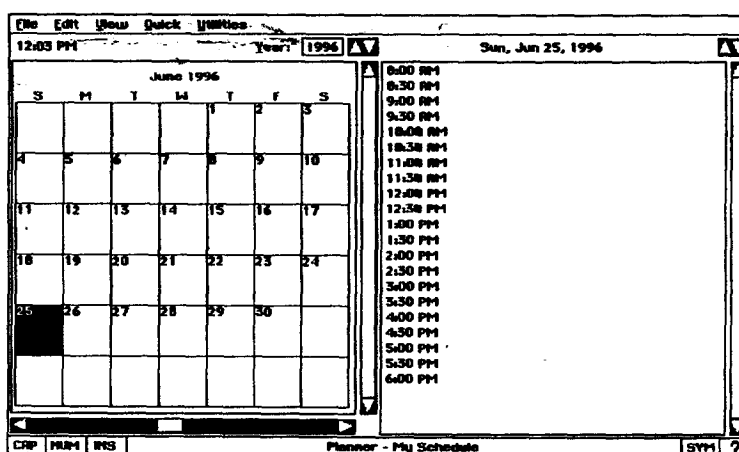 File Edit View Quick Utilities
12:03 PM Year: 1996
Sun, Jun 25, 1996
June 1996
S M T W T F S
1 2 3
4 5 6 7 8 9 10
11 12 13 14 15 16 17
18 19 20 21 22 23 24
25 26 27 28 29 30
8:00 AM
8:30 AM
9:00 AM
9:30 AM
10:00 AM
10:30 AM
11:00 AM
11:30 AM
12:00 PM
12:30 PM
1:00 PM
1:30 PM
2:00 PM
2:30 PM
3:00 PM
3:30 PM
4:00 PM
4:30 PM
5:00 PM
5:30 PM
6:00 PM
CAP NUM INS Planner - My Schedule SYM ?